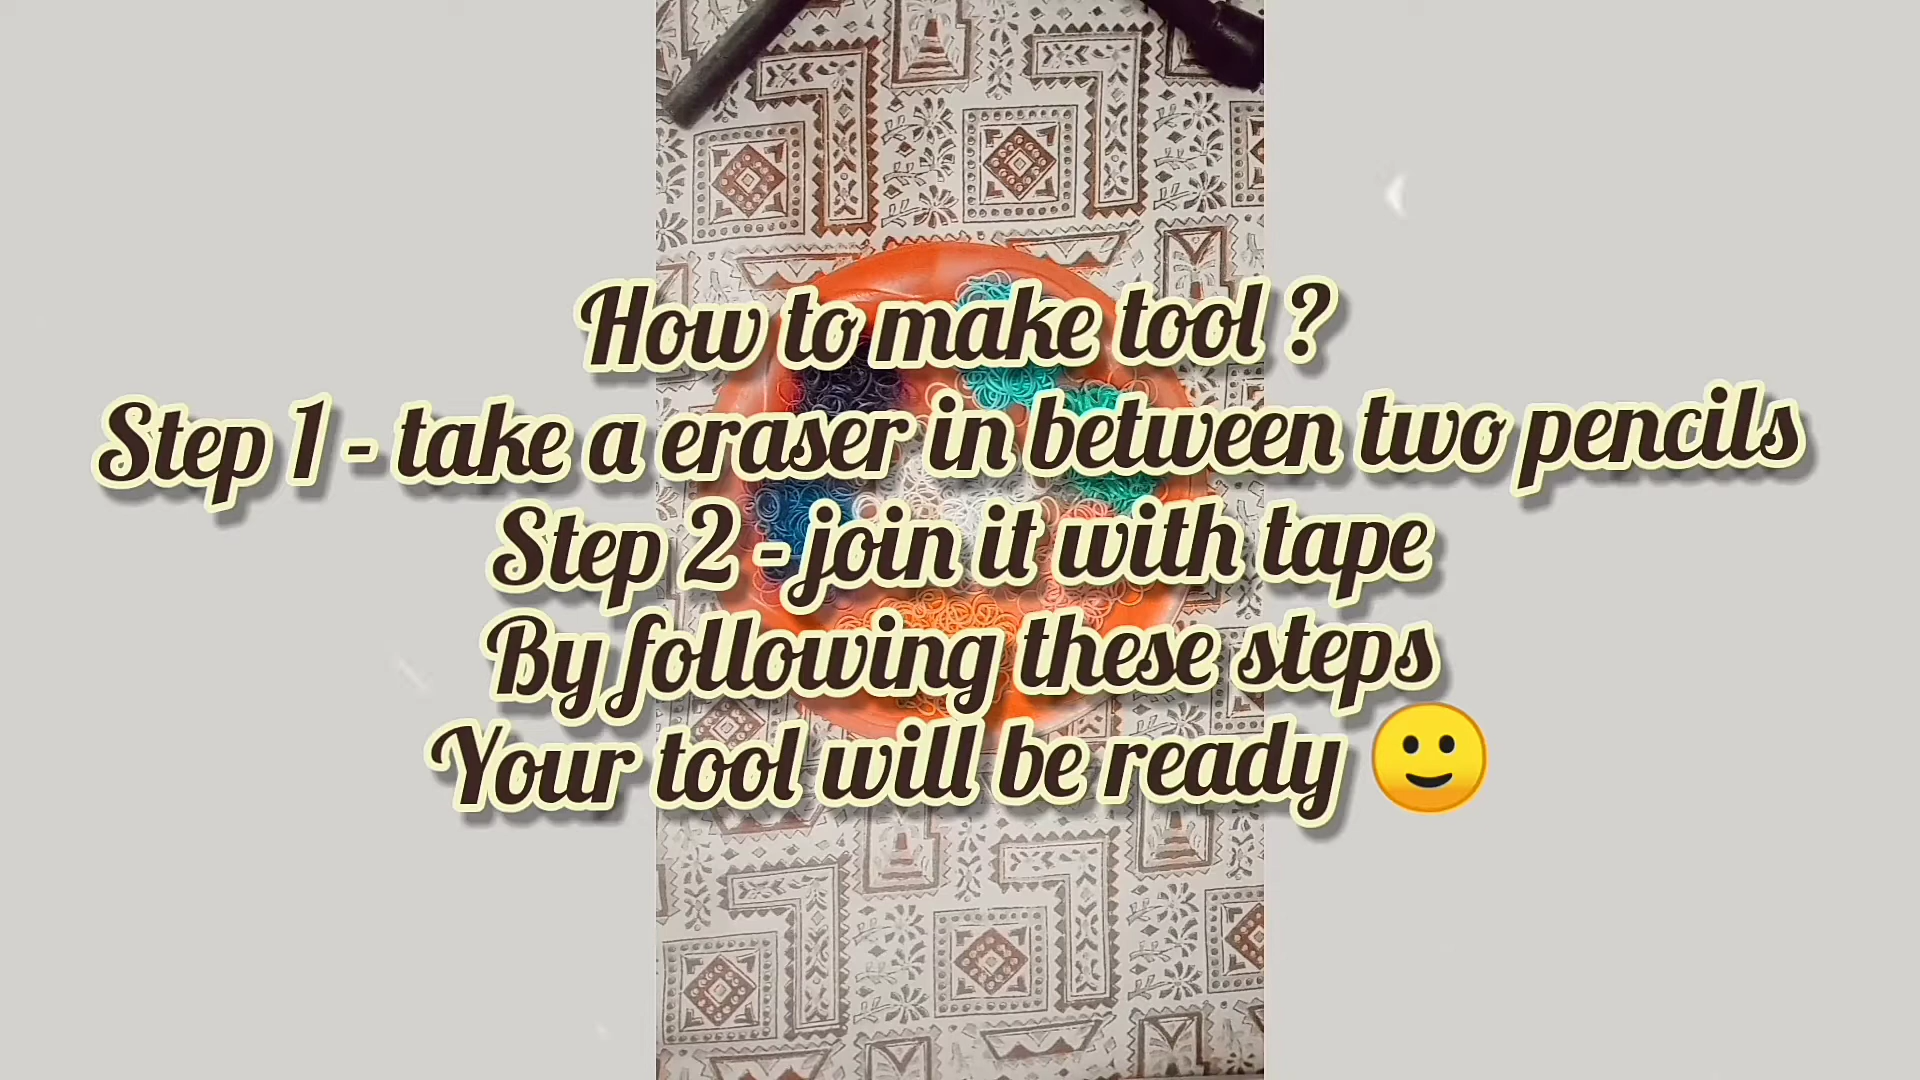 How to make tool ?
Step 1 - take a eraser in between two pencils
Step 2 - join it with tape
By following these steps
Your tool will be ready 🙂